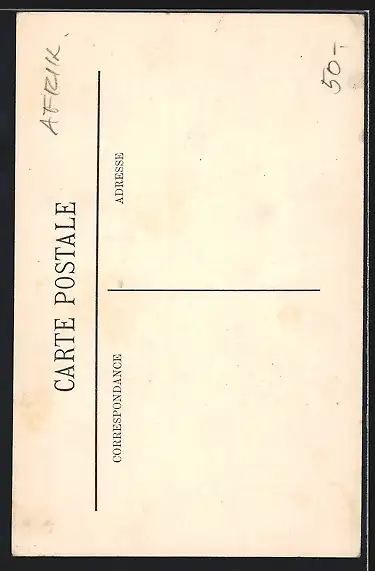 AFRIK.
50.-
CARTE POSTALE
CORRESPONDANCE
ADRESSE